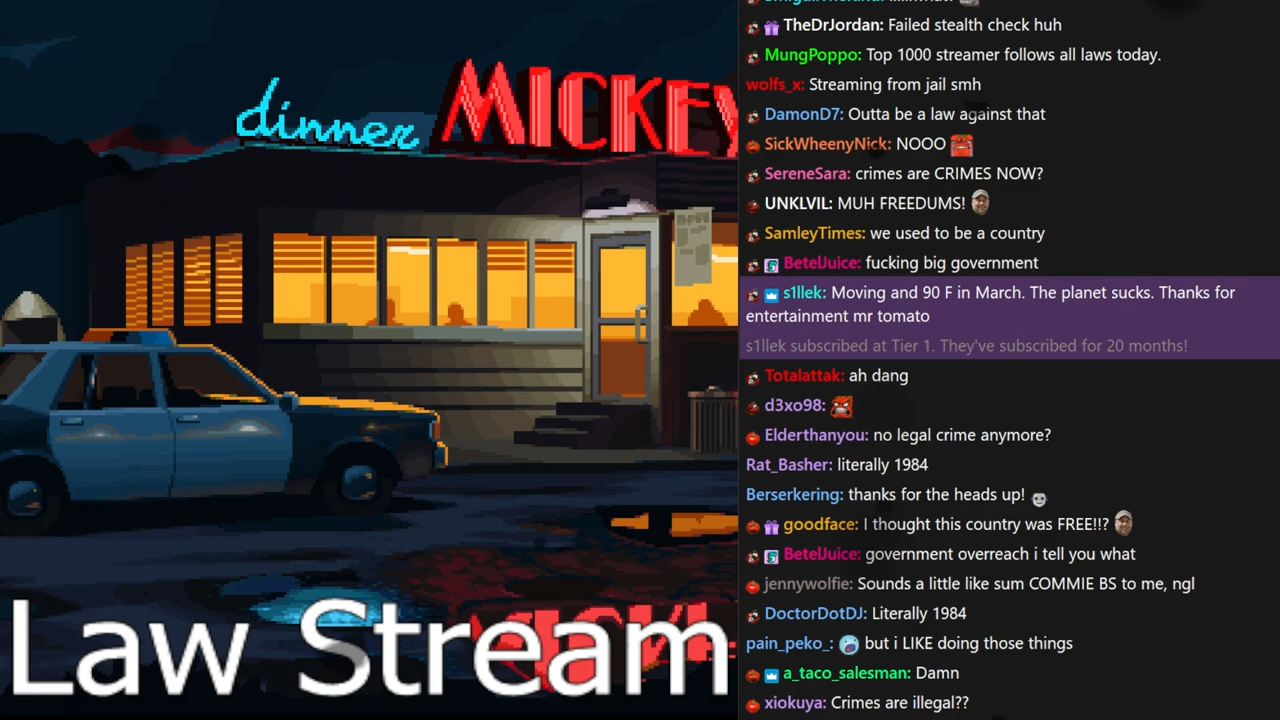 dinner
MICKEY
Law Stream
TheDrJordan: Failed stealth check huh
MungPoppo: Top 1000 streamer follows all laws today.
wolfs_x: Streaming from jail smh
DamonD7: Outta be a law against that
SickWheenyNick: NOOO
SereneSara: crimes are CRIMES NOW?
UNKLVIL: MUH FREEDUMS!
SamleyTimes: we used to be a country
BetelJuice: fucking big government
s1llek: Moving and 90 F in March. The planet sucks. Thanks for
entertainment mr tomato
s1llek subscribed at Tier 1. They've subscribed for 20 months!
Totalattak: ah dang
d3xo98:
Elderthanyou: no legal crime anymore?
Rat_Basher: literally 1984
Berserkering: thanks for the heads up!
goodface: I thought this country was FREE!!?
BetelJuice: government overreach i tell you what
jennywolfie: Sounds a little like sum COMMIE BS to me, ngl
DoctorDotDJ: Literally 1984
pain_peko_: but i LIKE doing those things
a_taco_salesman: Damn
xiokuya: Crimes are illegal??